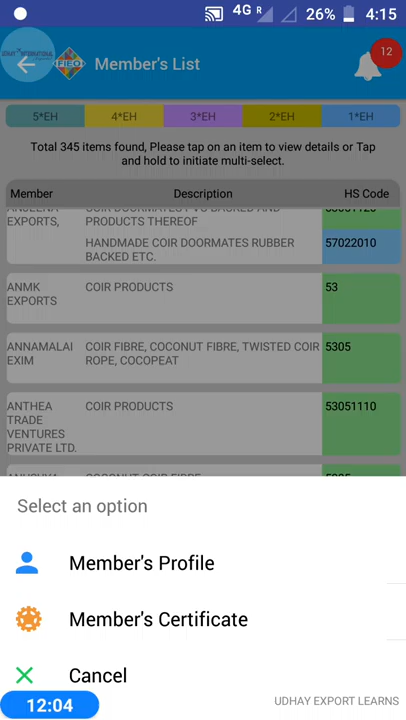 4G R 26% 4:15
FIEO Member's List 12
5*EH 4*EH 3*EH 2*EH 1*EH
Total 345 items found, Please tap on an item to view details or Tap
and hold to initiate multi-select.
Member Description HS Code
EXPORTS, PRODUCTS THEREOF
HANDMADE COIR DOORMATES RUBBER 57022010
BACKED ETC.
ANMK COIR PRODUCTS 53
EXPORTS
ANNAMALAI COIR FIBRE, COCONUT FIBRE, TWISTED COIR 5305
EXIM ROPE, COCOPEAT
ANTHEA COIR PRODUCTS 53051110
TRADE
VENTURES
PRIVATE LTD.
Select an option
Member's Profile
Member's Certificate
Cancel
12:04 UDHAY EXPORT LEARNS